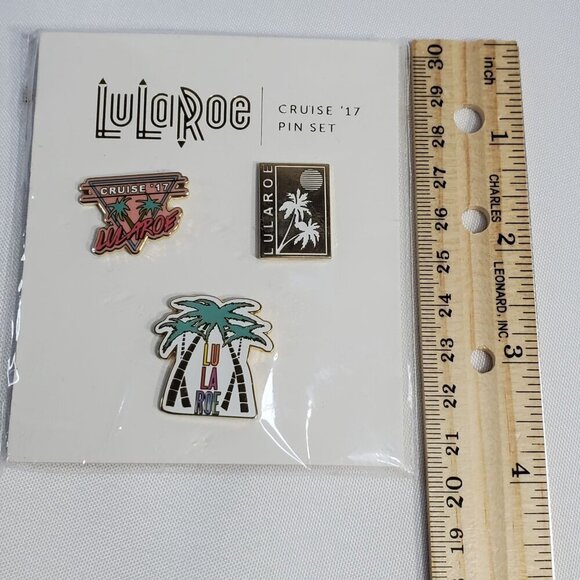 LuLaRoe
CRUISE '17
PIN SET
CRUISE '17
LULAROE
LULAROE
LU
LA
ROE
inch
1
2
3
4
CHARLES LEONARD, INC.
30
29
28
27
26
25
24
23
22
21
20
19
18